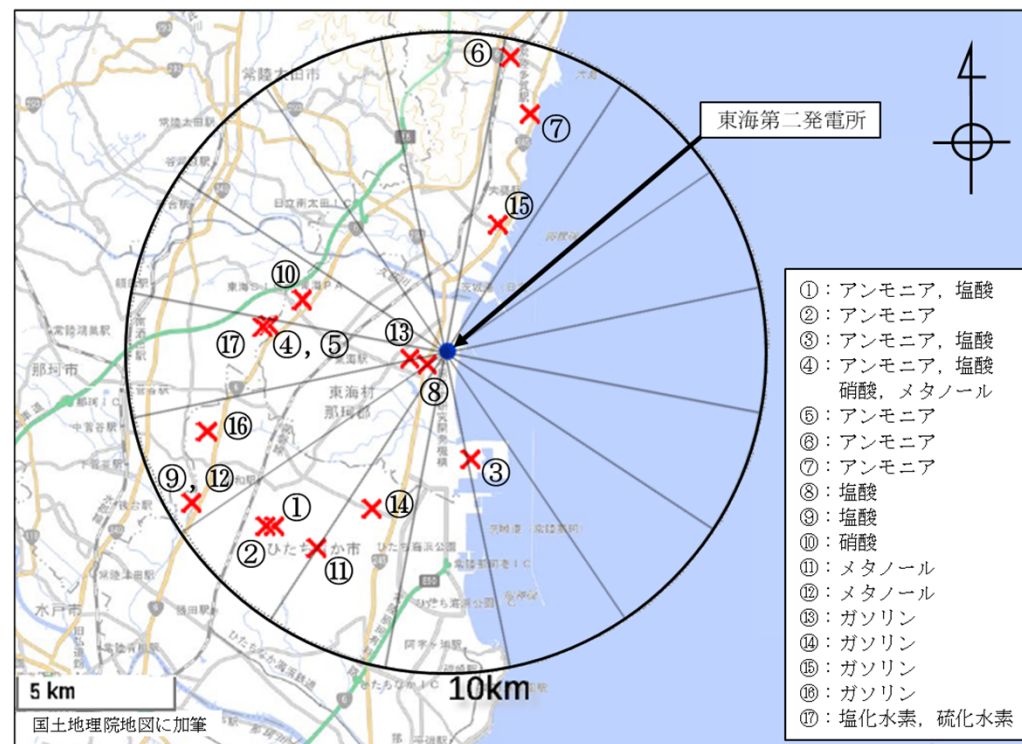 ⑥
常陸太田市
⑦
東海第二発電所
⑮
日立南太田IC
⑩
⑰
④, ⑤
⑬
⑧
那珂市
東海村
那珂郡
⑯
⑨, ⑫
③
⑭
①
②
ひたちなか市
⑪
水戸市
5 km
10km
国土地理院地図に加筆
①:アンモニア, 塩酸
②:アンモニア
③:アンモニア, 塩酸
④:アンモニア, 塩酸
硝酸, メタノール
⑤:アンモニア
⑥:アンモニア
⑦:アンモニア
⑧:塩酸
⑨:塩酸
⑩:硝酸
⑪:メタノール
⑫:メタノール
⑬:ガソリン
⑭:ガソリン
⑮:ガソリン
⑯:ガソリン
⑰:塩化水素, 硫化水素